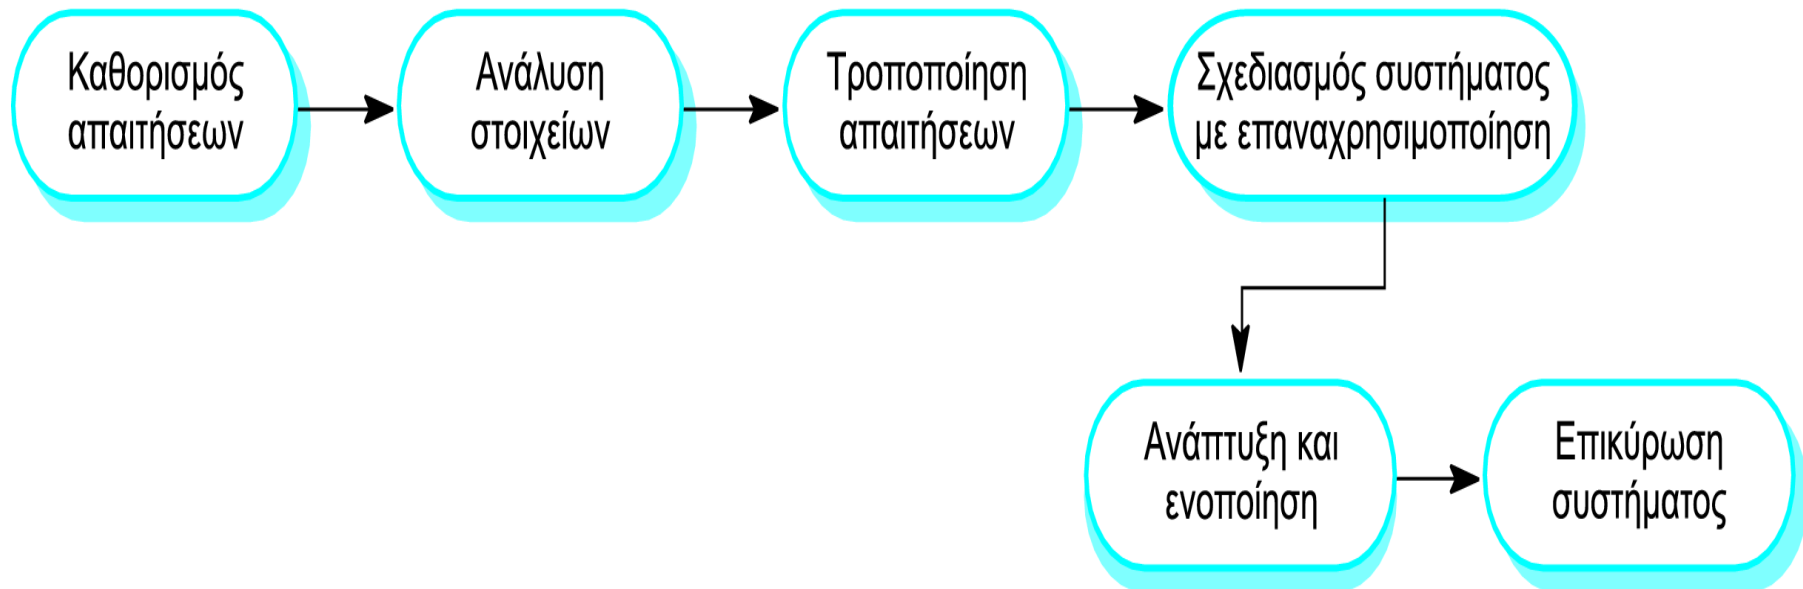 Καθορισμός
απαιτήσεων
Ανάλυση
στοιχείων
Τροποποίηση
απαιτήσεων
Σχεδιασμός συστήματος
με επαναχρησιμοποίηση
Ανάπτυξη και
ενοποίηση
Επικύρωση
συστήματος